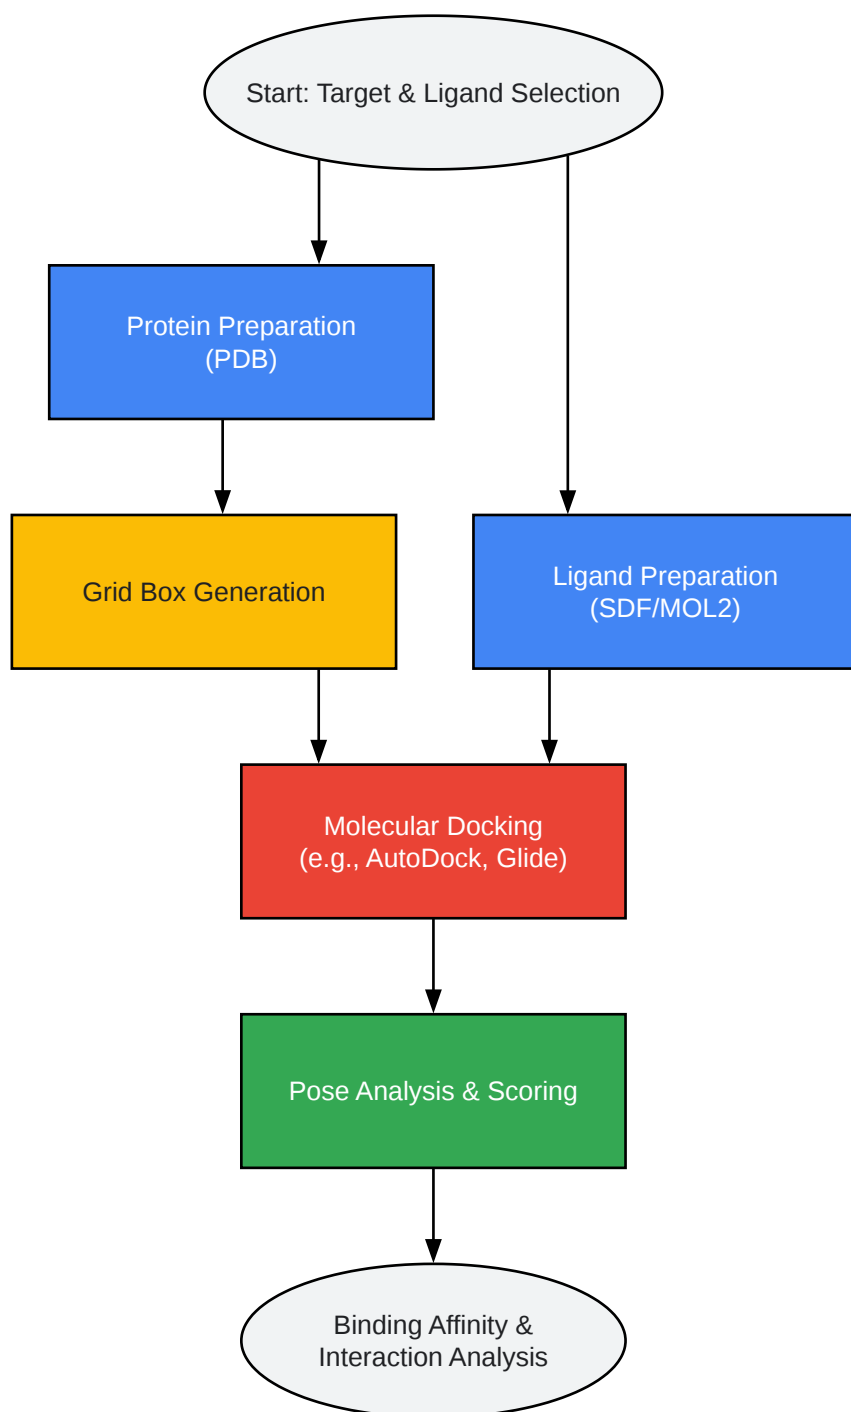 Start: Target & Ligand Selection
Protein Preparation
(PDB)
Grid Box Generation
Ligand Preparation
(SDF/MOL2)
Molecular Docking
(e.g., AutoDock, Glide)
Pose Analysis & Scoring
Binding Affinity &
Interaction Analysis